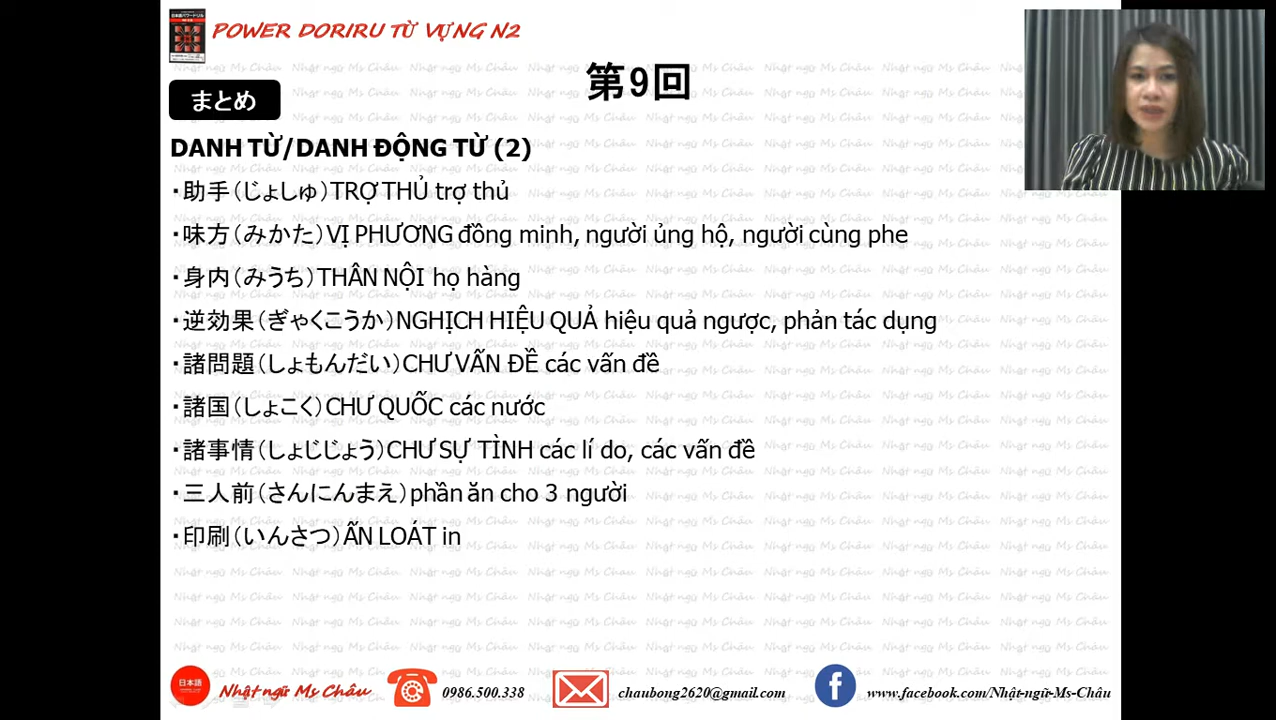 POWER DORIRU TỪ VỰNG N2
第9回
まとめ
DANH TỪ/DANH ĐỘNG TỪ (2)
・助手（じょしゅ）TRỢ THỦ trợ thủ
・味方（みかた）VỊ PHƯƠNG đồng minh, người ủng hộ, người cùng phe
・身内（みうち）THÂN NỘI họ hàng
・逆効果（ぎゃくこうか）NGHỊCH HIỆU QUẢ hiệu quả ngược, phản tác dụng
・諸問題（しょもんだい）CHƯ VẤN ĐỀ các vấn đề
・諸国（しょこく）CHƯ QUỐC các nước
・諸事情（しょじじょう）CHƯ SỰ TÌNH các lí do, các vấn đề
・三人前（さんにんまえ）phần ăn cho 3 người
・印刷（いんさつ）ẤN LOÁT in
日本語 Nhật ngữ Ms Châu 0986.500.338 chaubong2620@gmail.com www.facebook.com/Nhật-ngữ-Ms-Châu